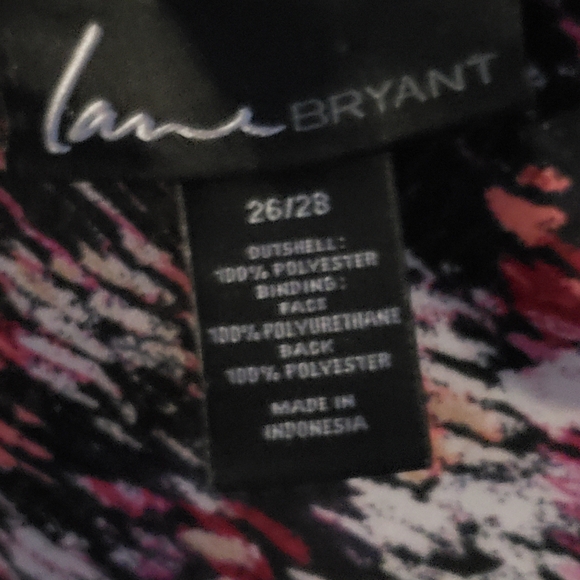 Lane BRYANT
26/28
OUTSHELL:
100% POLYESTER
BINDING:
FACE
100% POLYURETHANE
BACK
100% POLYESTER
MADE IN
INDONESIA